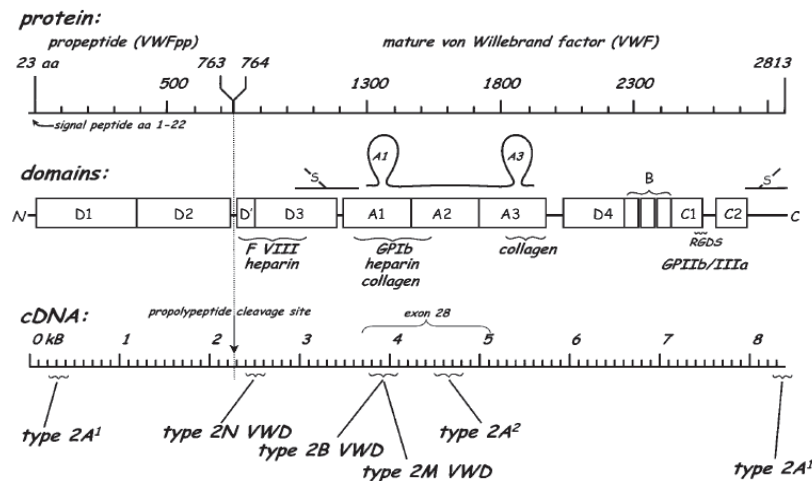 protein:
propeptide (VWFpp) mature von Willebrand factor (VWF)
23 aa 763 764 2813
500 1300 1800 2300
signal peptide aa 1-22
domains:
S A1 A3 B S
N D1 D2 D' D3 A1 A2 A3 D4 C1 C2 C
F VIII GPIb collagen RGDS
heparin heparin GPIIb/IIIa
collagen
cDNA: propolypeptide cleavage site exon 28
0 kB 1 2 3 4 5 6 7 8
type 2A¹ type 2N VWD type 2A²
type 2B VWD
type 2M VWD type 2A¹